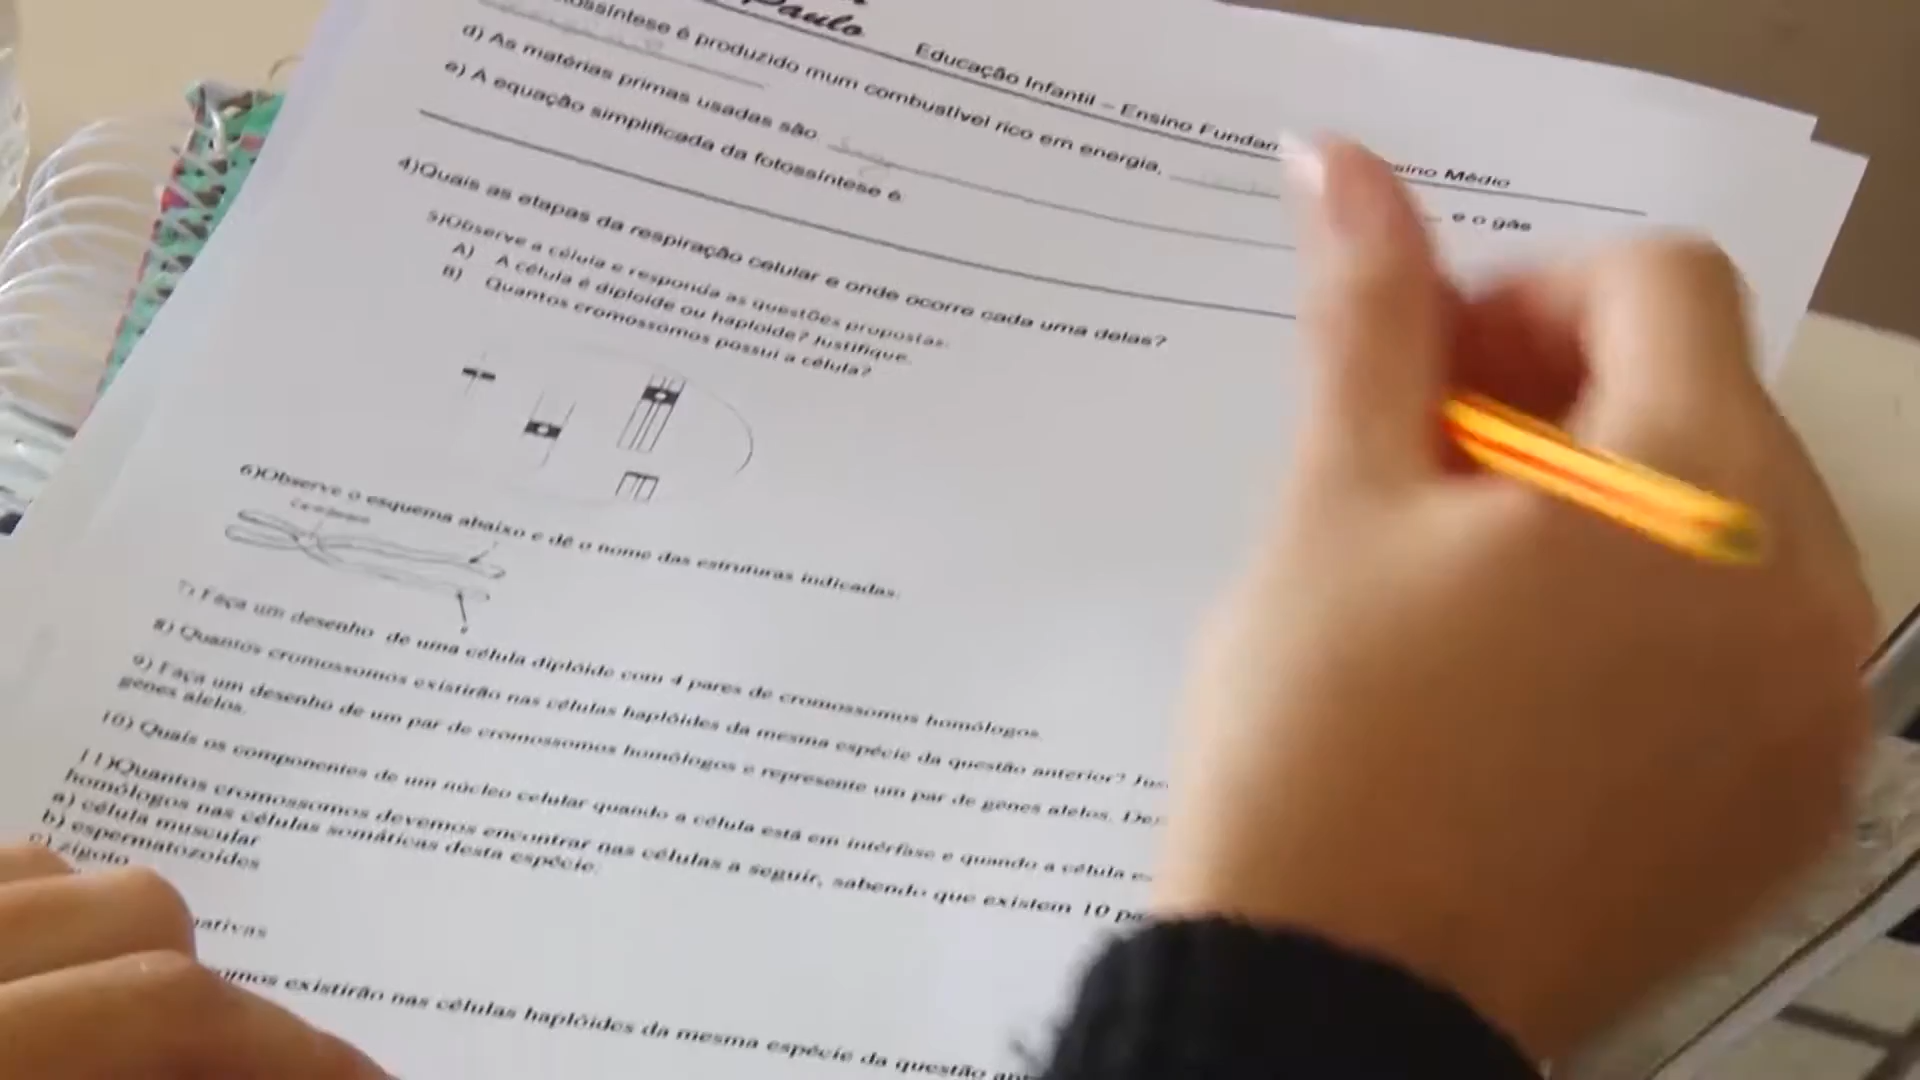 Paulo
Educação Infantil – Ensino Fundan sino Médio
ossíntese é produzido mum combustível rico em energia, e o gás
d) As matérias primas usadas são
e) A equação simplificada da fotossíntese é:
4)Quais as etapas da respiração celular e onde ocorre cada uma delas?
5)Observe a célula e responda as questões propostas:
A) A célula é diploide ou haploide? Justifique.
B) Quantos cromossomos possui a célula?
6)Observe o esquema abaixo e dê o nome das estruturas indicadas:
7) Faça um desenho de uma célula diplóide com 4 pares de cromossomos homólogos.
8) Quantos cromossomos existirão nas células haplóides da mesma espécie da questão anterior? Jus
9) Faça um desenho de um par de cromossomos homólogos e represente um par de genes alelos. De
genes alelos.
10) Quais os componentes de um núcleo celular quando a célula está em intérfase e quando a célula e
11)Quantos cromossomos devemos encontrar nas células a seguir, sabendo que existem 10 pa
homólogos nas células somáticas desta espécie:
a) célula muscular
b) espermatozoides
c) zigoto
nativas
omos existirão nas células haplóides da mesma espécie da questão ant